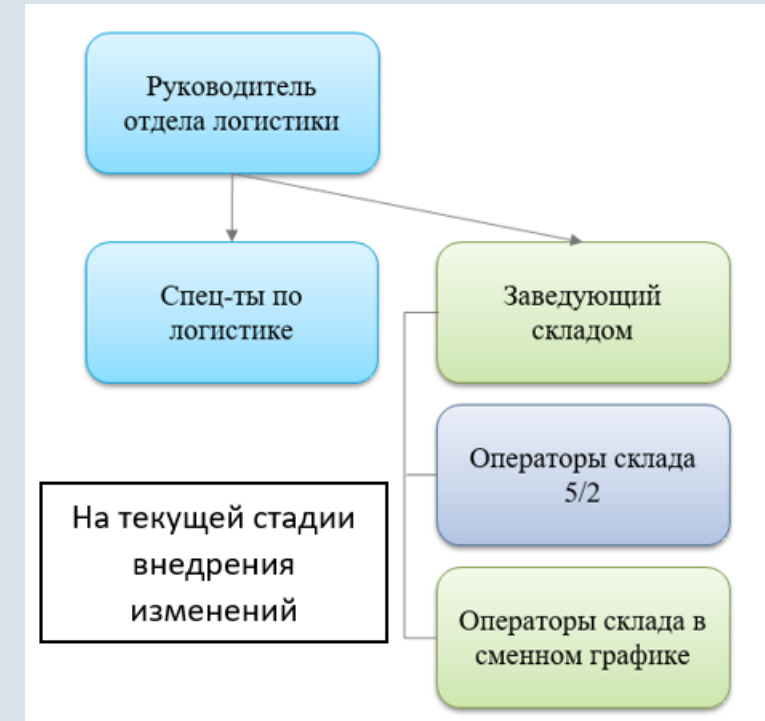 Руководитель
отдела логистики
Спец-ты по
логистике
Заведующий
складом
Операторы склада
5/2
На текущей стадии
внедрения
изменений
Операторы склада в
сменном графике